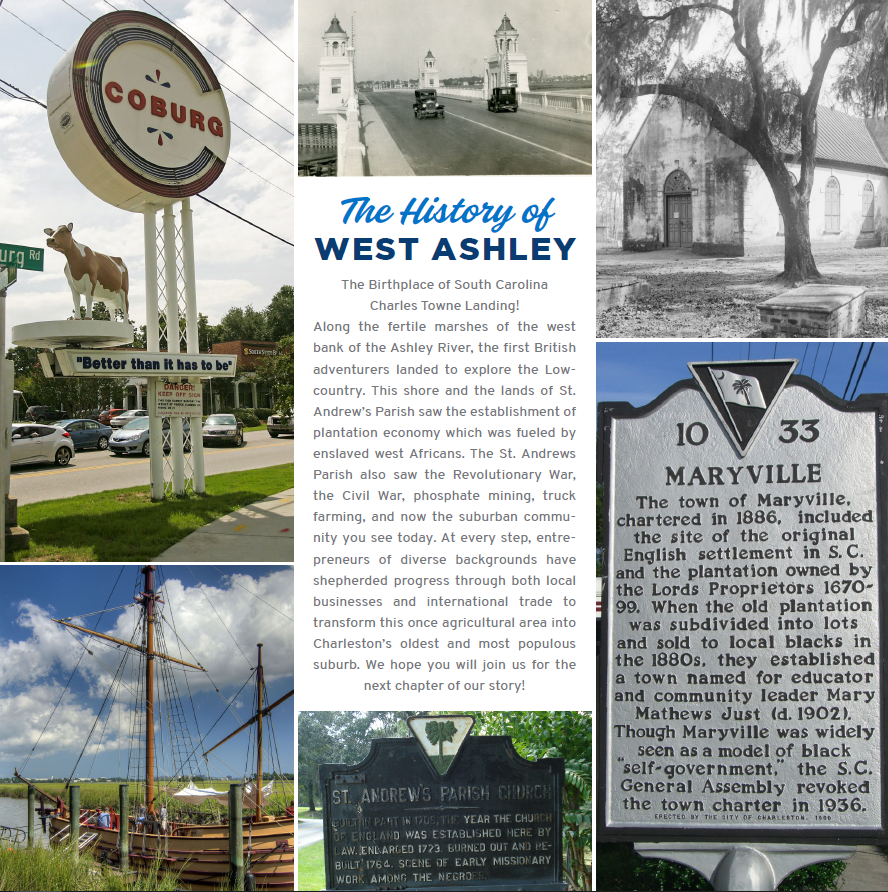 COBURG
urg Rd
"Better than it has to be"
DANGER!
KEEP OFF SIGN
The History of
WEST ASHLEY
The Birthplace of South Carolina
Charles Towne Landing!
Along the fertile marshes of the west
bank of the Ashley River, the first British
adventurers landed to explore the Low-
country. This shore and the lands of St.
Andrew's Parish saw the establishment of
plantation economy which was fueled by
enslaved west Africans. The St. Andrews
Parish also saw the Revolutionary War,
the Civil War, phosphate mining, truck
farming, and now the suburban commu-
nity you see today. At every step, entre-
preneurs of diverse backgrounds have
shepherded progress through both local
businesses and international trade to
transform this once agricultural area into
Charleston's oldest and most populous
suburb. We hope you will join us for the
next chapter of our story!
ST. ANDREW'S PARISH CHURCH
BUILT IN PART IN 1706, THE YEAR THE CHURCH
OF ENGLAND WAS ESTABLISHED HERE BY
LAW. ENLARGED 1723. BURNED OUT AND RE-
BUILT 1764. SCENE OF EARLY MISSIONARY
WORK AMONG THE NEGROES.
10 33
MARYVILLE
The town of Maryville,
chartered in 1886, included
the site of the original
English settlement in S.C.
and the plantation owned by
the Lords Proprietors 1670-
99. When the old plantation
was subdivided into lots
and sold to local blacks in
the 1880s, they established
a town named for educator
and community leader Mary
Mathews Just (d. 1902).
Though Maryville was widely
seen as a model of black
"self-government," the S.C.
General Assembly revoked
the town charter in 1936.
ERECTED BY THE CITY OF CHARLESTON,